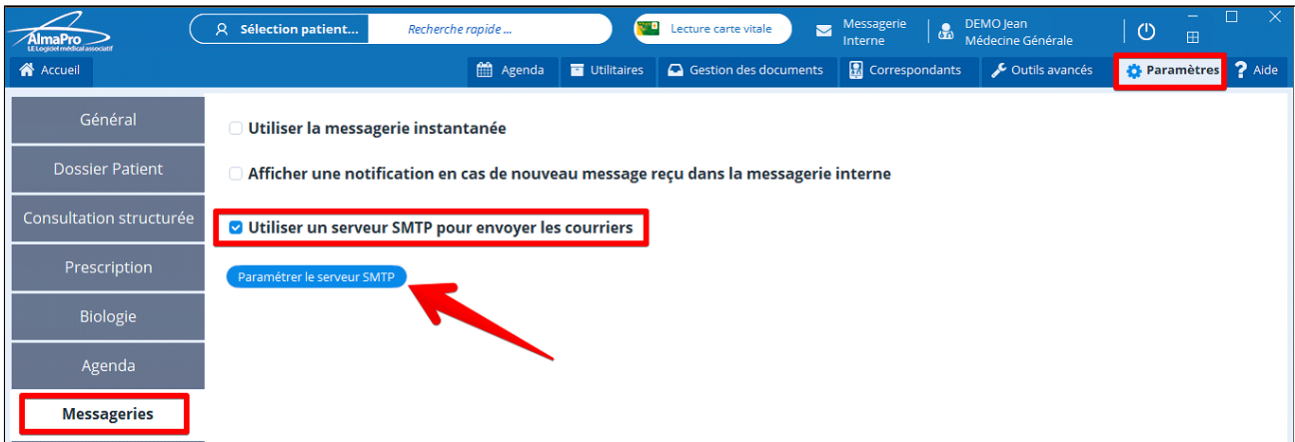 AlmaPro
LE Logiciel médical associatif
Sélection patient...
Recherche rapide ...
Lecture carte vitale
Messagerie
Interne
DEMO Jean
Médecine Générale
Accueil
Agenda
Utilitaires
Gestion des documents
Correspondants
Outils avancés
Paramètres
? Aide
Général
Dossier Patient
Consultation structurée
Prescription
Biologie
Agenda
Messageries
Utiliser la messagerie instantanée
Afficher une notification en cas de nouveau message reçu dans la messagerie interne
Utiliser un serveur SMTP pour envoyer les courriers
Paramétrer le serveur SMTP